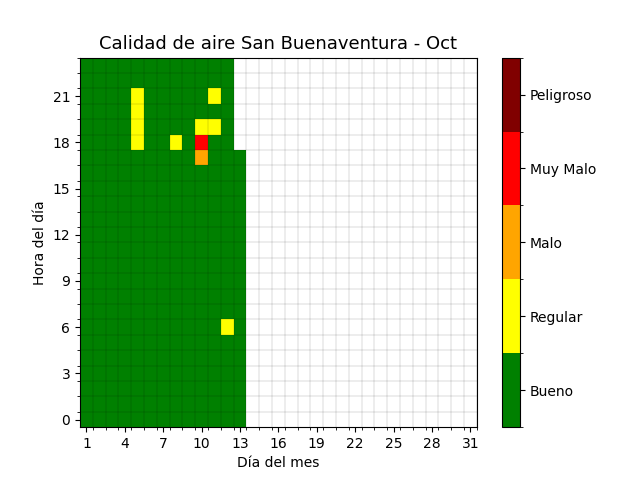 Calidad de aire San Buenaventura - Oct
Peligroso
21
18
Muy Malo
15
Hora del día
Malo
12
9
6
Regular
3
Bueno
0
1 4 7 10 13 16 19 22 25 28 31
Día del mes